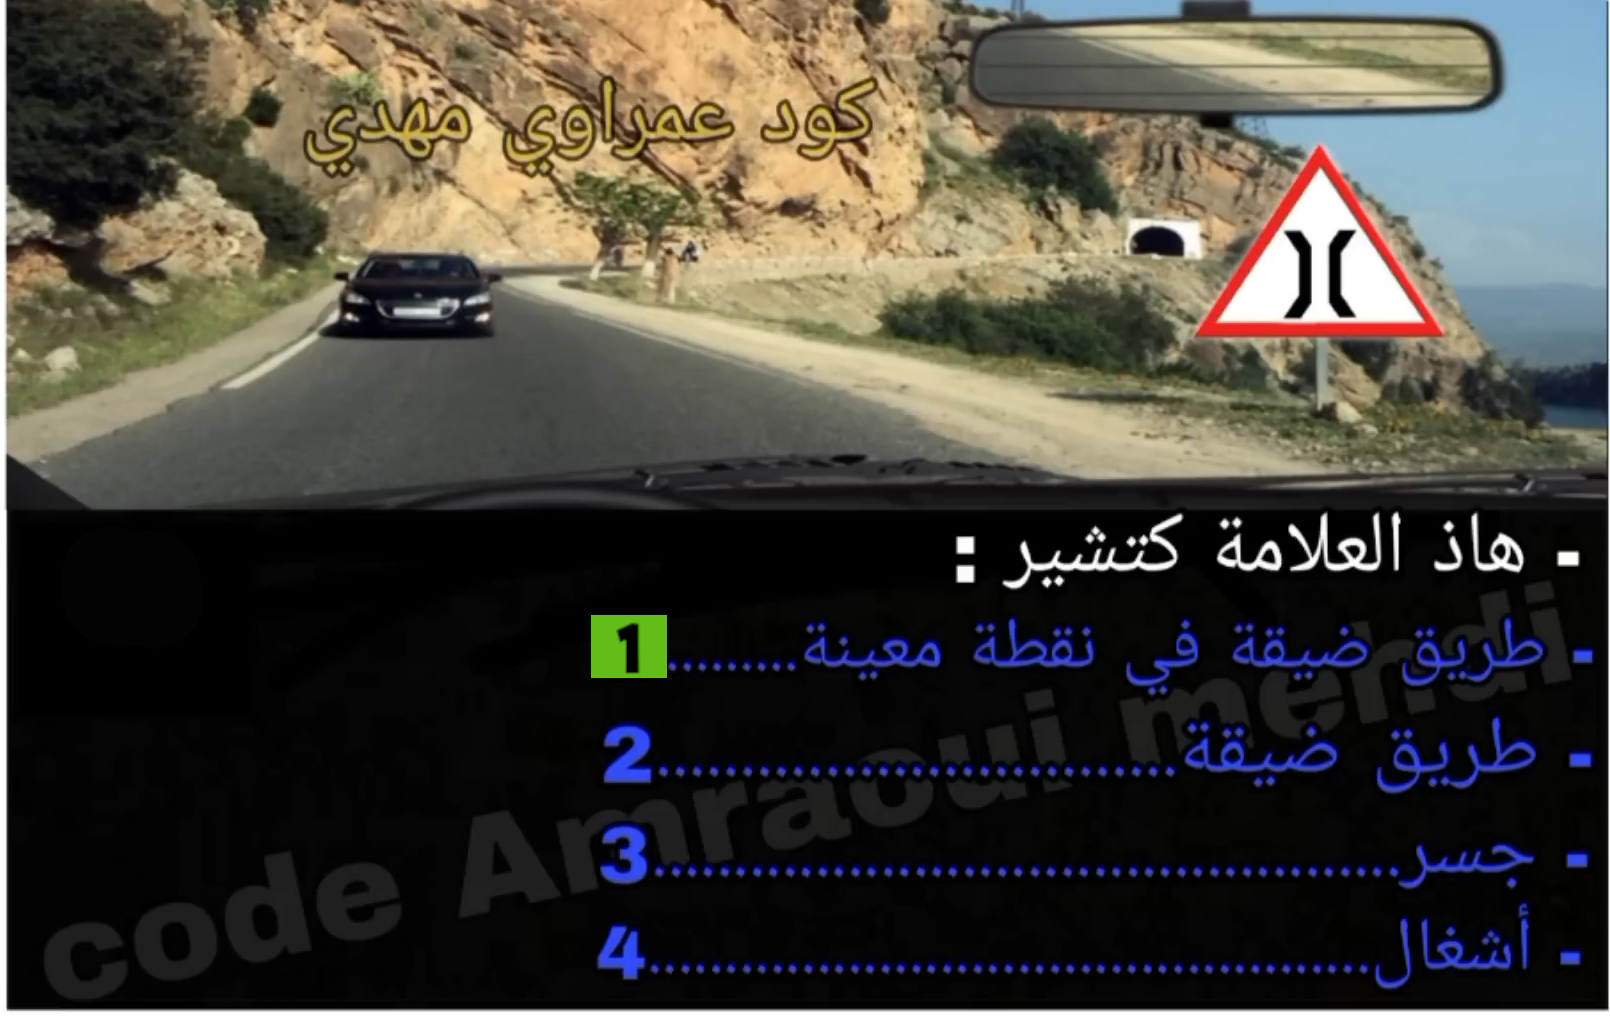 كود عمراوي مهدي
- هاذ العلامة كتشير :
- طريق ضيقة في نقطة معينة.........1
- طريق ضيقة..............................2
- جسر..........................................3
- أشغال..........................................4
code Amraoui mehdi